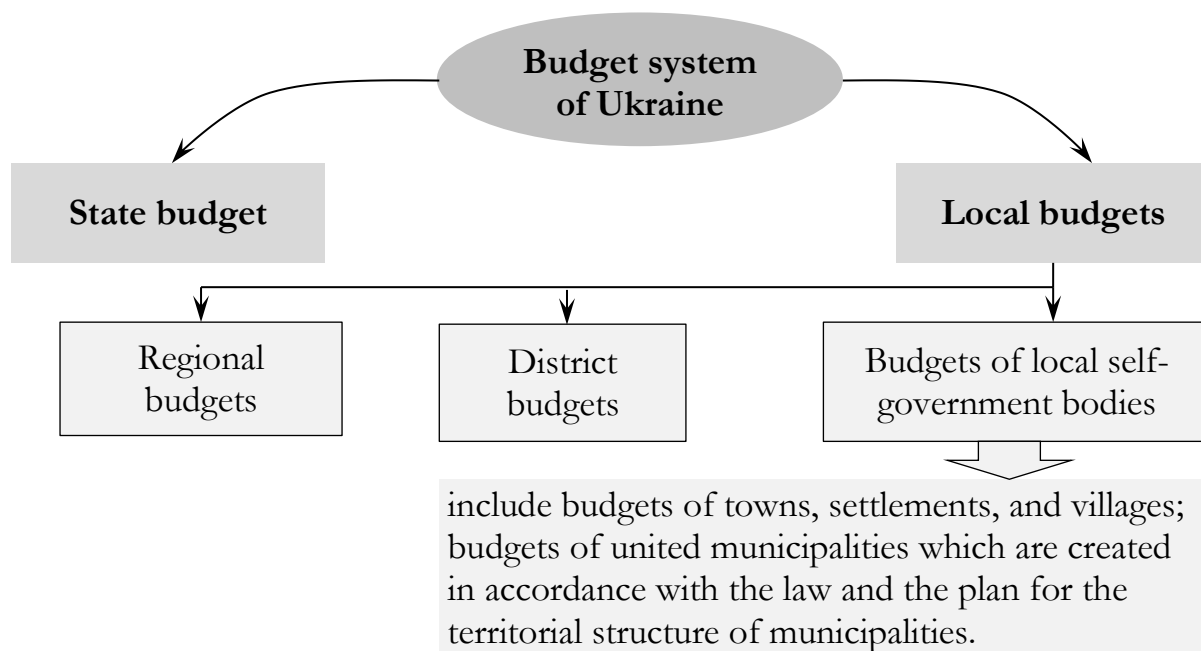 Budget system
of Ukraine
State budget
Local budgets
Regional
budgets
District
budgets
Budgets of local self-
government bodies
include budgets of towns, settlements, and villages;
budgets of united municipalities which are created
in accordance with the law and the plan for the
territorial structure of municipalities.